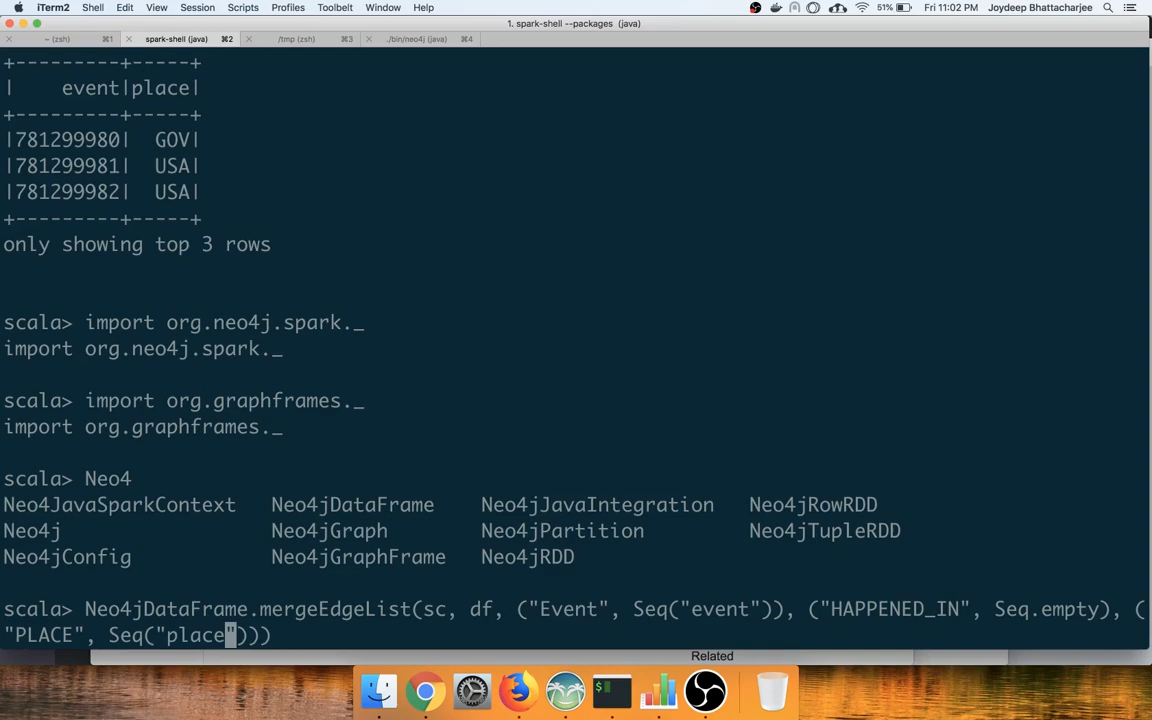 iTerm2 Shell Edit View Session Scripts Profiles Toolbelt Window Help 51% Fri 11:02 PM Joydeep Bhattacharjee
1. spark-shell --packages (java)
~ (zsh) ⌘1 spark-shell (java) ⌘2 /tmp (zsh) ⌘3 ./bin/neo4j (java) ⌘4
+---------+-----+
|    event|place|
+---------+-----+
|781299980|  GOV|
|781299981|  USA|
|781299982|  USA|
+---------+-----+
only showing top 3 rows
scala> import org.neo4j.spark._
import org.neo4j.spark._
scala> import org.graphframes._
import org.graphframes._
scala> Neo4
Neo4JavaSparkContext   Neo4jDataFrame    Neo4jJavaIntegration   Neo4jRowRDD
Neo4j                  Neo4jGraph        Neo4jPartition         Neo4jTupleRDD
Neo4jConfig            Neo4jGraphFrame   Neo4jRDD
scala> Neo4jDataFrame.mergeEdgeList(sc, df, ("Event", Seq("event")), ("HAPPENED_IN", Seq.empty), (
"PLACE", Seq("place")))
Related